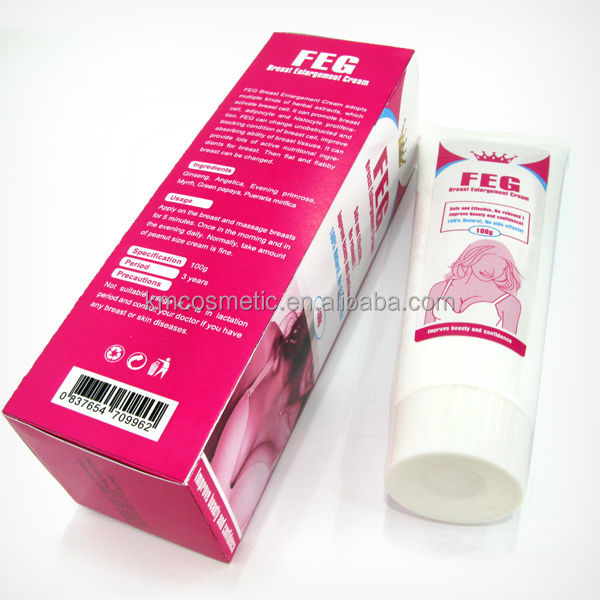 FEG
Breast Enlargement Cream
FEG Breast Enlargement Cream adopts
multiple kinds of herbal extracts, which
activate breast cell. It can promote breast
cell, adipocyte and histocyte prolifera-
tion. FEG can change unobstructed and
blocking condition of breast cell, improve
absorbing ability of breast tissues. It can
provide lots of active nutritional ingre-
dients for breast. Then flat and flabby
breast can be changed.
Ingredients
Ginseng, Angelica, Evening primrose,
Myrrh, Green papaya, Pueraria mirifica
Usage
Apply on the breast and massage breasts
for 5 minutes. Once in the morning and in
the evening daily. Normally, take amount
of peanut size cream is fine.
Specification 100g
Period 3 years
Precautions
Not suitable in lactation
period and consult your doctor if you have
any breast or skin diseases.
0 837654 709962
FEG
Improve beauty and confidence
FEG
Breast Enlargement Cream
Safe and Effective, No rebound !
Improve beauty and confidence!
100% Natural, No side-effects!
100g
Improve beauty and confidence
kmcosmetic.en.alibaba.com